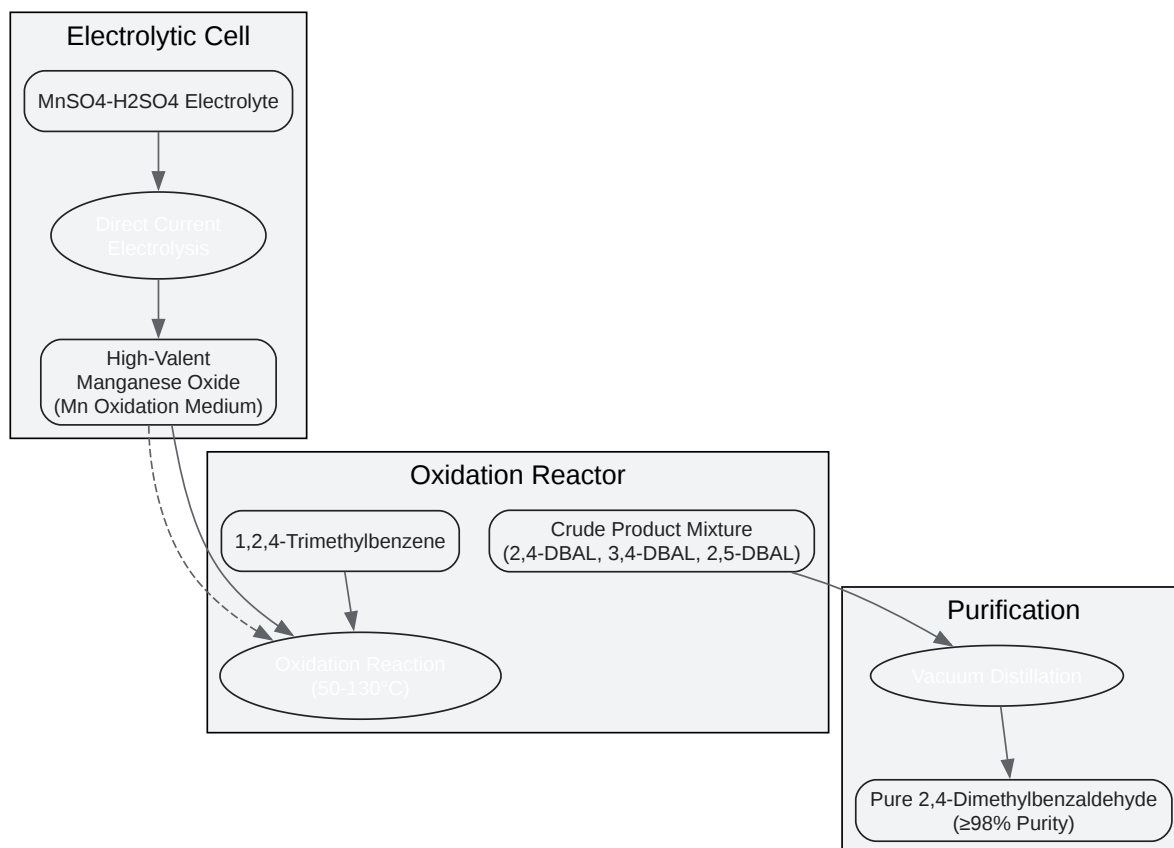 Electrolytic Cell
MnSO4-H2SO4 Electrolyte
Direct Current
Electrolysis
High-Valent
Manganese Oxide
(Mn Oxidation Medium)
Oxidation Reactor
1,2,4-Trimethylbenzene
Crude Product Mixture
(2,4-DBAL, 3,4-DBAL, 2,5-DBAL)
Oxidation Reaction
(50-130°C)
Purification
Vacuum Distillation
Pure 2,4-Dimethylbenzaldehyde
(≥98% Purity)